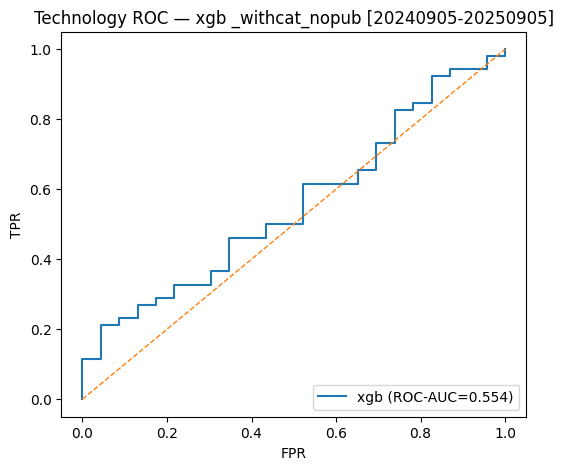 Technology ROC — xgb _withcat_nopub [20240905-20250905]
1.0
0.8
0.6
0.4
0.2
0.0
TPR
xgb (ROC-AUC=0.554)
0.0 0.2 0.4 0.6 0.8 1.0
FPR